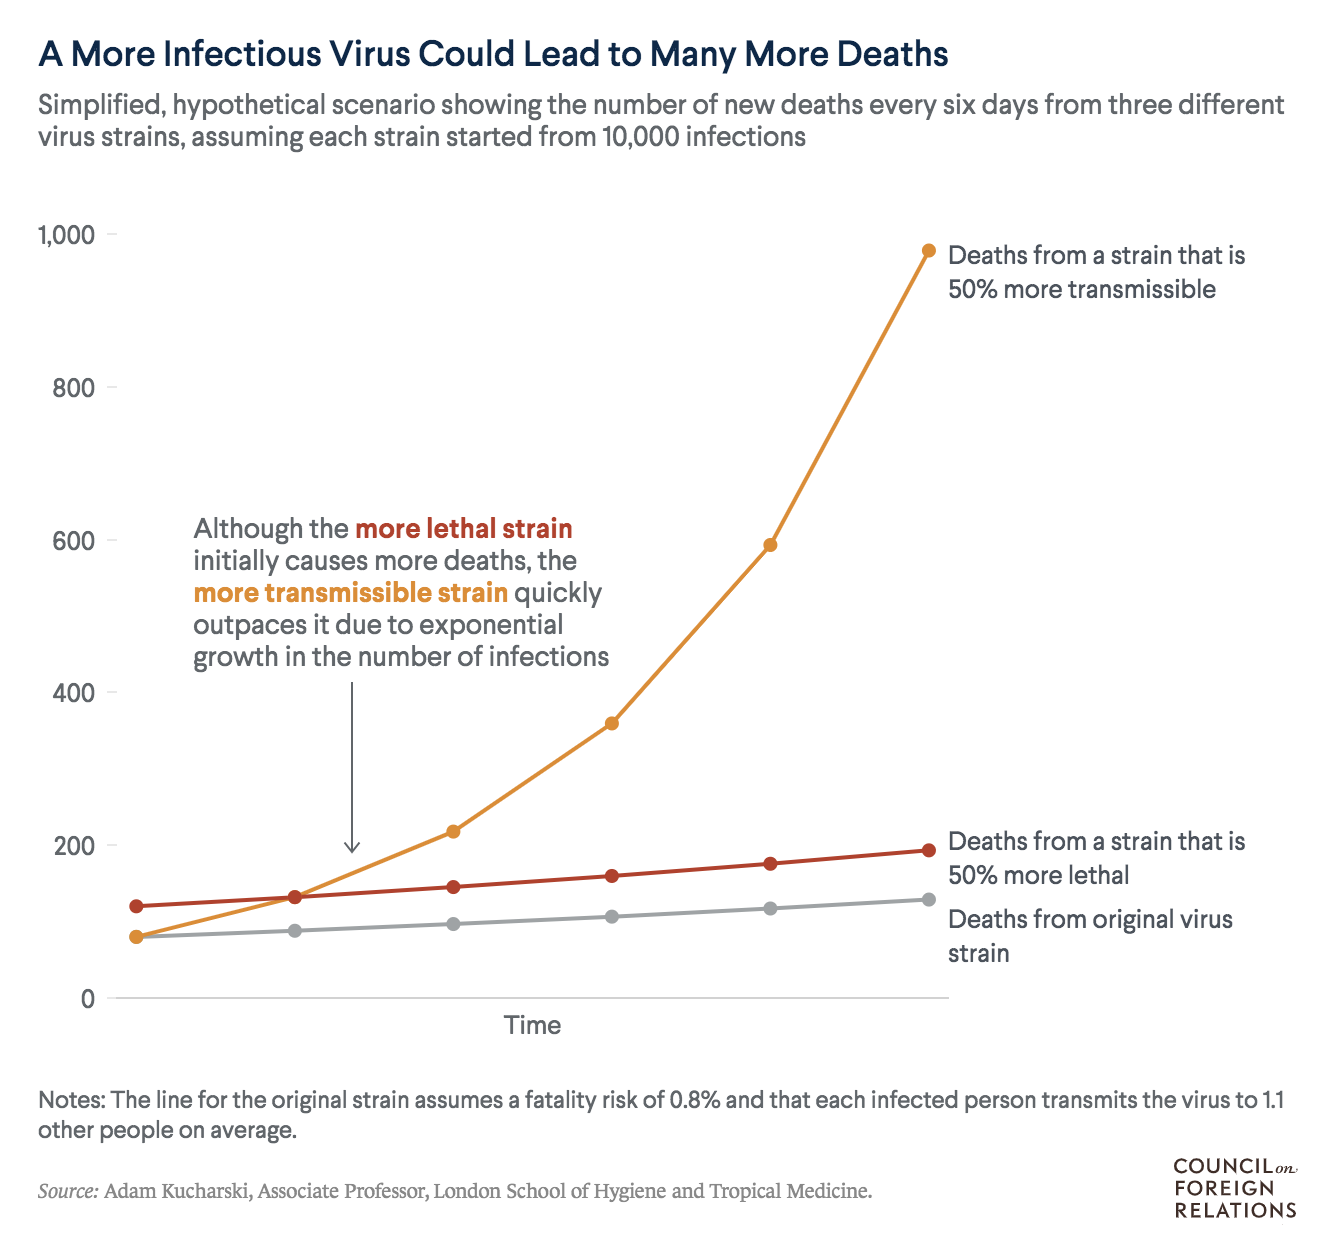 A More Infectious Virus Could Lead to Many More Deaths
Simplified, hypothetical scenario showing the number of new deaths every six days from three different
virus strains, assuming each strain started from 10,000 infections
1,000
800
600
400
200
0
Deaths from a strain that is
50% more transmissible
Although the more lethal strain
initially causes more deaths, the
more transmissible strain quickly
outpaces it due to exponential
growth in the number of infections
Deaths from a strain that is
50% more lethal
Deaths from original virus
strain
Time
Notes: The line for the original strain assumes a fatality risk of 0.8% and that each infected person transmits the virus to 1.1
other people on average.
Source: Adam Kucharski, Associate Professor, London School of Hygiene and Tropical Medicine.
COUNCIL on
FOREIGN
RELATIONS